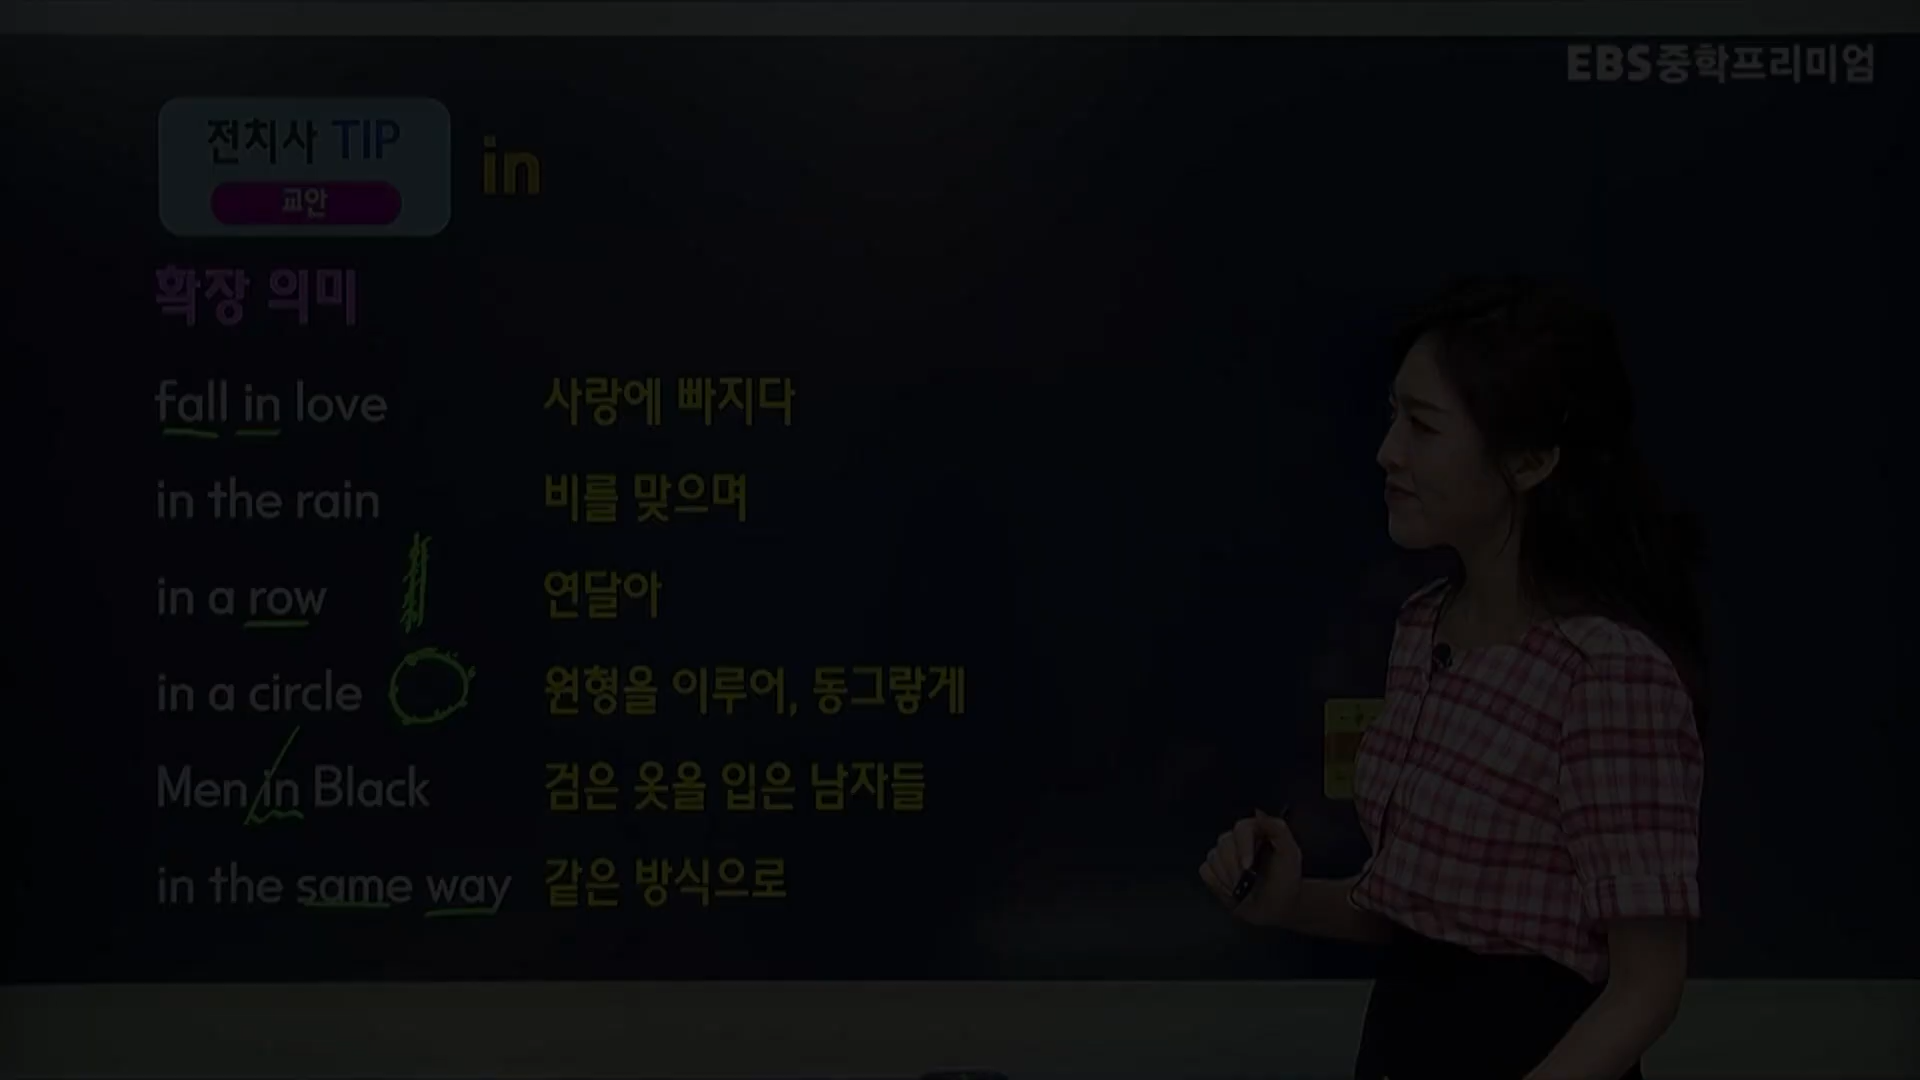 EBS중학프리미엄
전치사 TIP
교안
in
확장 의미
fall in love 사랑에 빠지다
in the rain 비를 맞으며
in a row 연달아
in a circle 원형을 이루어, 동그랗게
Men in Black 검은 옷을 입은 남자들
in the same way 같은 방식으로